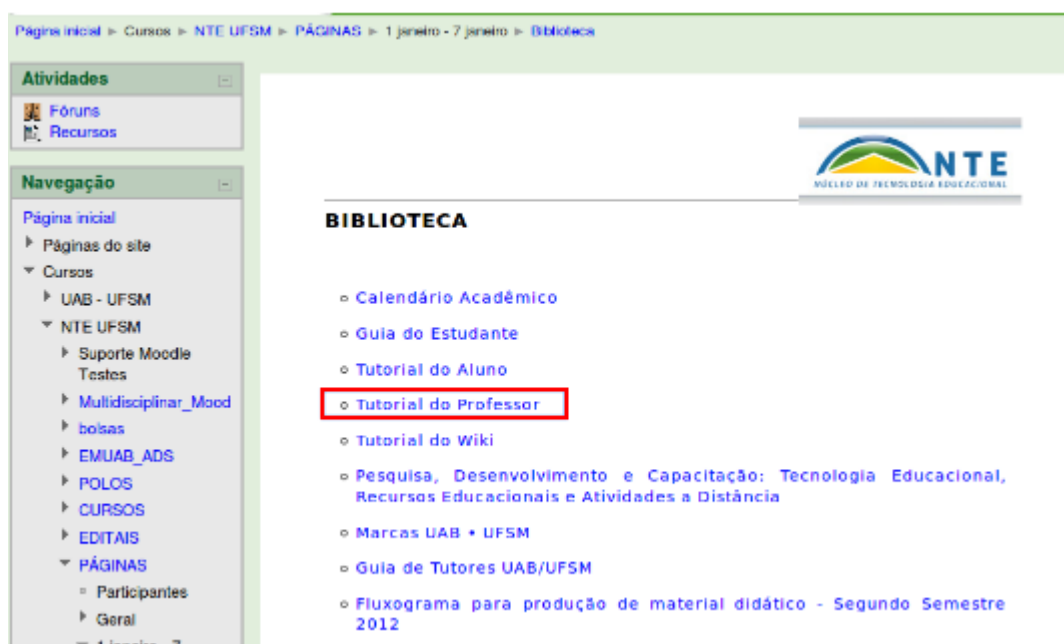 Página inicial ► Cursos ► NTE UFSM ► PÁGINAS ► 1 janeiro - 7 janeiro ► Biblioteca
Atividades
Fóruns
Recursos
Navegação
Página inicial
Páginas do site
Cursos
UAB - UFSM
NTE UFSM
Suporte Moodle
Testes
Multidisciplinar_Mood
bolsas
EMUAB_ADS
POLOS
CURSOS
EDITAIS
PÁGINAS
Participantes
Geral
1 janeiro - 7
NTE
NÚCLEO DE TECNOLOGIA EDUCACIONAL
BIBLIOTECA
Calendário Acadêmico
Guia do Estudante
Tutorial do Aluno
Tutorial do Professor
Tutorial do Wiki
Pesquisa, Desenvolvimento e Capacitação: Tecnologia Educacional,
Recursos Educacionais e Atividades a Distância
Marcas UAB • UFSM
Guia de Tutores UAB/UFSM
Fluxograma para produção de material didático - Segundo Semestre
2012